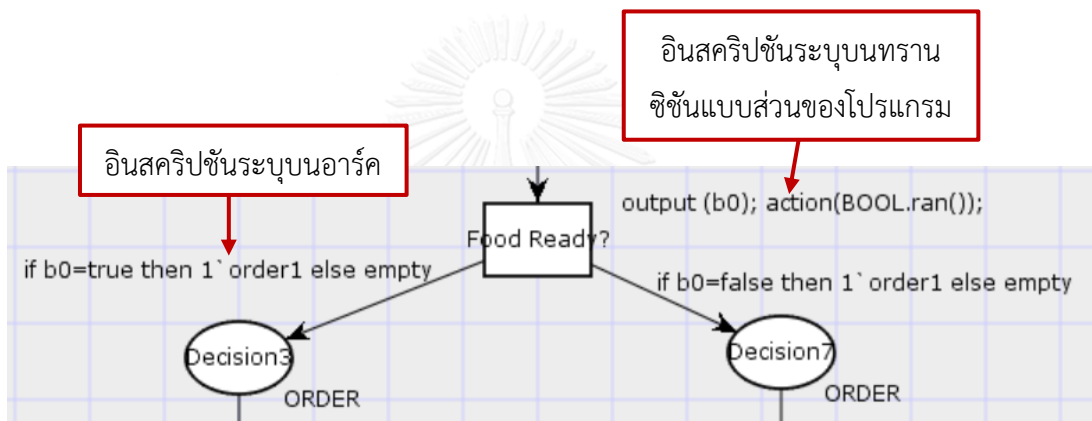 อินสคริปชันระบุบนทราน
ซิชันแบบส่วนของโปรแกรม
อินสคริปชันระบุบนอาร์ค
output (b0); action(BOOL.ran());
Food Ready?
if b0=true then 1`order1 else empty
if b0=false then 1`order1 else empty
Decision3
Decision7
ORDER
ORDER